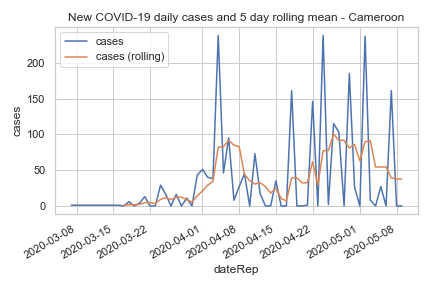 New COVID-19 daily cases and 5 day rolling mean - Cameroon
cases
cases (rolling)
200
150
100
50
0
cases
2020-03-08
2020-03-15
2020-03-22
2020-04-01
2020-04-08
2020-04-15
2020-04-22
2020-05-01
2020-05-08
dateRep